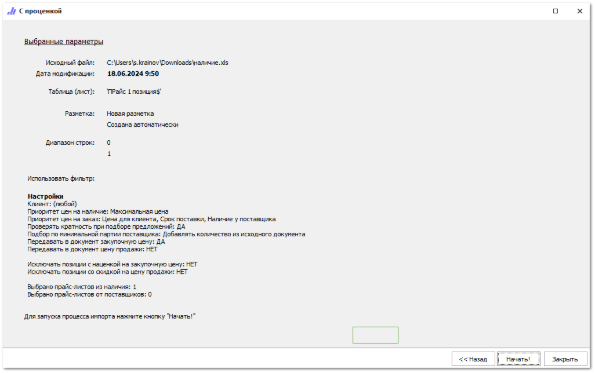 С проценкой
Выбранные параметры
Исходный файл: C:\Users\s.krainov\Downloads\наличие.xls
Дата модификации: 18.06.2024 9:50
Таблица (лист): 'Прайс 1 позиция$'
Разметка: Новая разметка
Создана автоматически
Диапазон строк: 0
1
Использовать фильтр:
Настройки
Клиент: (любой)
Приоритет цен на наличие: Максимальная цена
Приоритет цен на заказ: Цена для клиента, Срок поставки, Наличие у поставщика
Проверять кратность при подборе предложений: ДА
Подбор по минимальной партии поставщика: Добавлять количество из исходного документа
Передавать в документ закупочную цену: ДА
Передавать в документ цену продажи: НЕТ
Исключать позиции с наценкой на закупочную цену: НЕТ
Исключать позиции со скидкой на цену продажи: НЕТ
Выбрано прайс-листов из наличия: 1
Выбрано прайс-листов от поставщиков: 0
Для запуска процесса импорта нажмите кнопку "Начать!"
<< Назад Начать! Закрыть